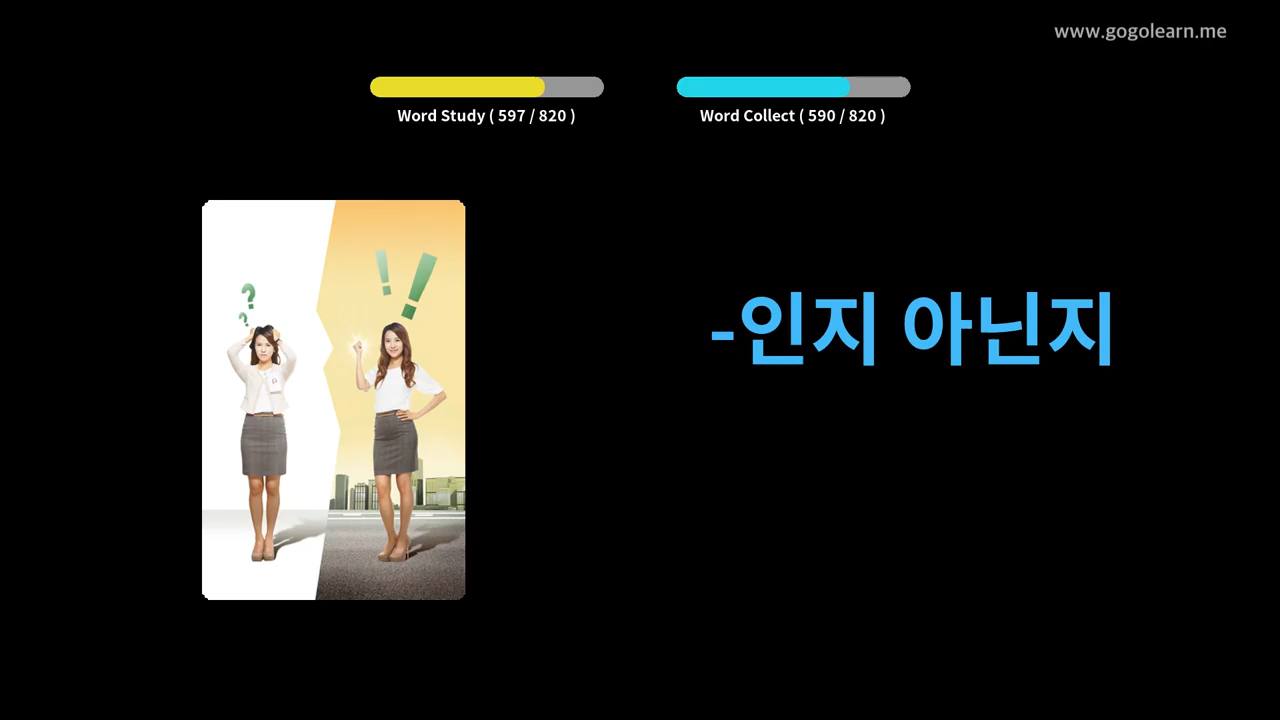 www.gogolearn.me
Word Study ( 597 / 820 )
Word Collect ( 590 / 820 )
? ?
! !
-인지 아닌지